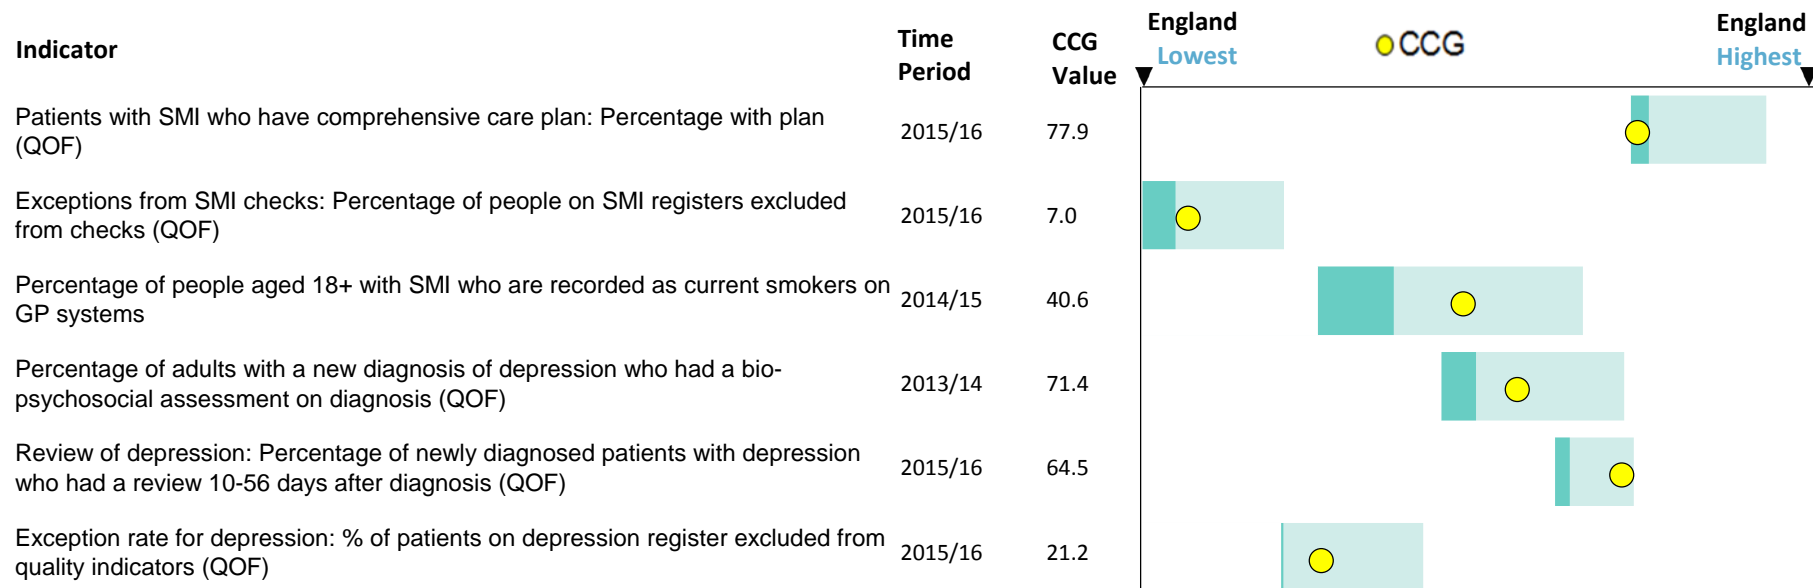 Indicator
Time
Period
CCG
Value
England
Lowest
CCG
England
Highest
Patients with SMI who have comprehensive care plan: Percentage with plan
(QOF)
2015/16
77.9
Exceptions from SMI checks: Percentage of people on SMI registers excluded
from checks (QOF)
2015/16
7.0
Percentage of people aged 18+ with SMI who are recorded as current smokers on
GP systems
2014/15
40.6
Percentage of adults with a new diagnosis of depression who had a bio-
psychosocial assessment on diagnosis (QOF)
2013/14
71.4
Review of depression: Percentage of newly diagnosed patients with depression
who had a review 10-56 days after diagnosis (QOF)
2015/16
64.5
Exception rate for depression: % of patients on depression register excluded from
quality indicators (QOF)
2015/16
21.2